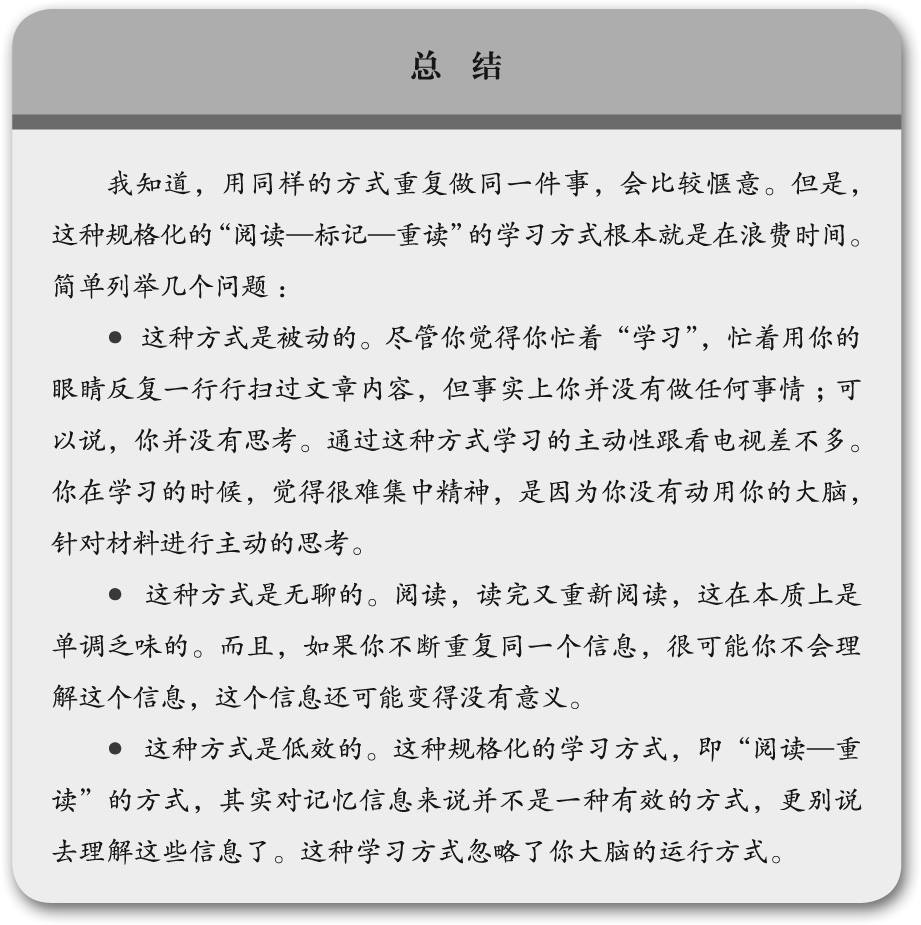 总 结
我知道，用同样的方式重复做同一件事，会比较惬意。但是，
这种规格化的“阅读—标记—重读”的学习方式根本就是在浪费时间。
简单列举几个问题：
● 这种方式是被动的。尽管你觉得你忙着“学习”，忙着用你的
眼睛反复一行行扫过文章内容，但事实上你并没有做任何事情；可
以说，你并没有思考。通过这种方式学习的主动性跟看电视差不多。
你在学习的时候，觉得很难集中精神，是因为你没有动用你的大脑，
针对材料进行主动的思考。
● 这种方式是无聊的。阅读，读完又重新阅读，这在本质上是
单调乏味的。而且，如果你不断重复同一个信息，很可能你不会理
解这个信息，这个信息还可能变得没有意义。
● 这种方式是低效的。这种规格化的学习方式，即“阅读—重
读”的方式，其实对记忆信息来说并不是一种有效的方式，更别说
去理解这些信息了。这种学习方式忽略了你大脑的运行方式。